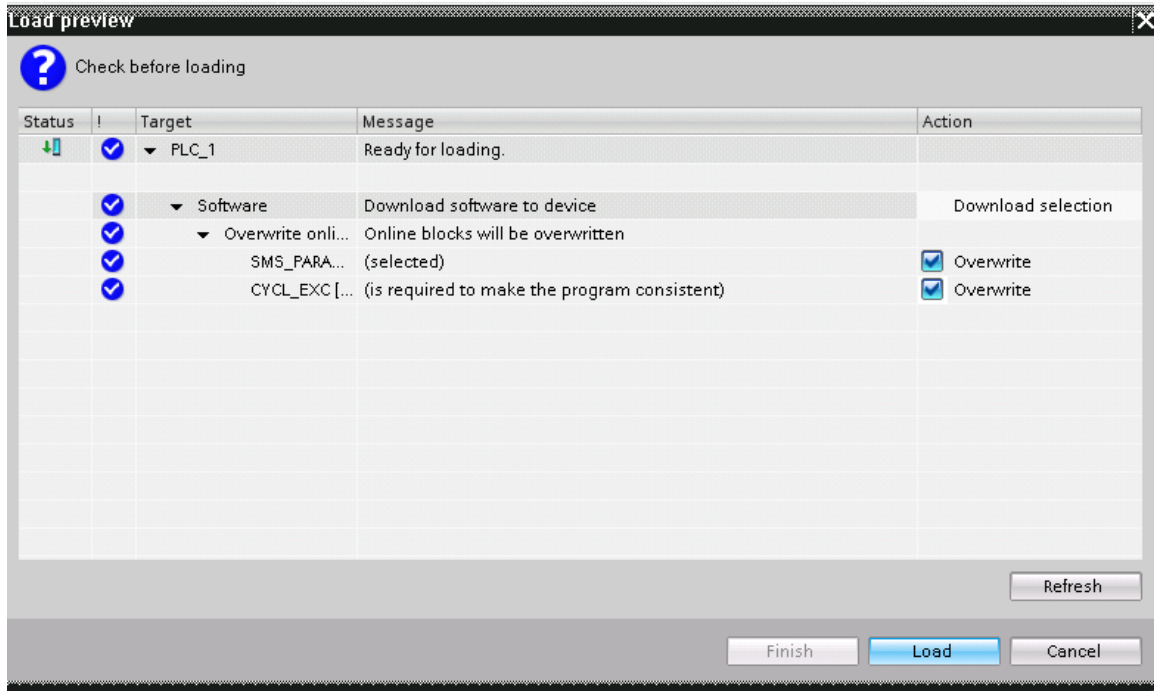 Load preview
Check before loading
Status ! Target Message Action
PLC_1 Ready for loading.
Software Download software to device Download selection
Overwrite onli... Online blocks will be overwritten
SMS_PARA... (selected) Overwrite
CYCL_EXC [... (is required to make the program consistent) Overwrite
Refresh
Finish Load Cancel